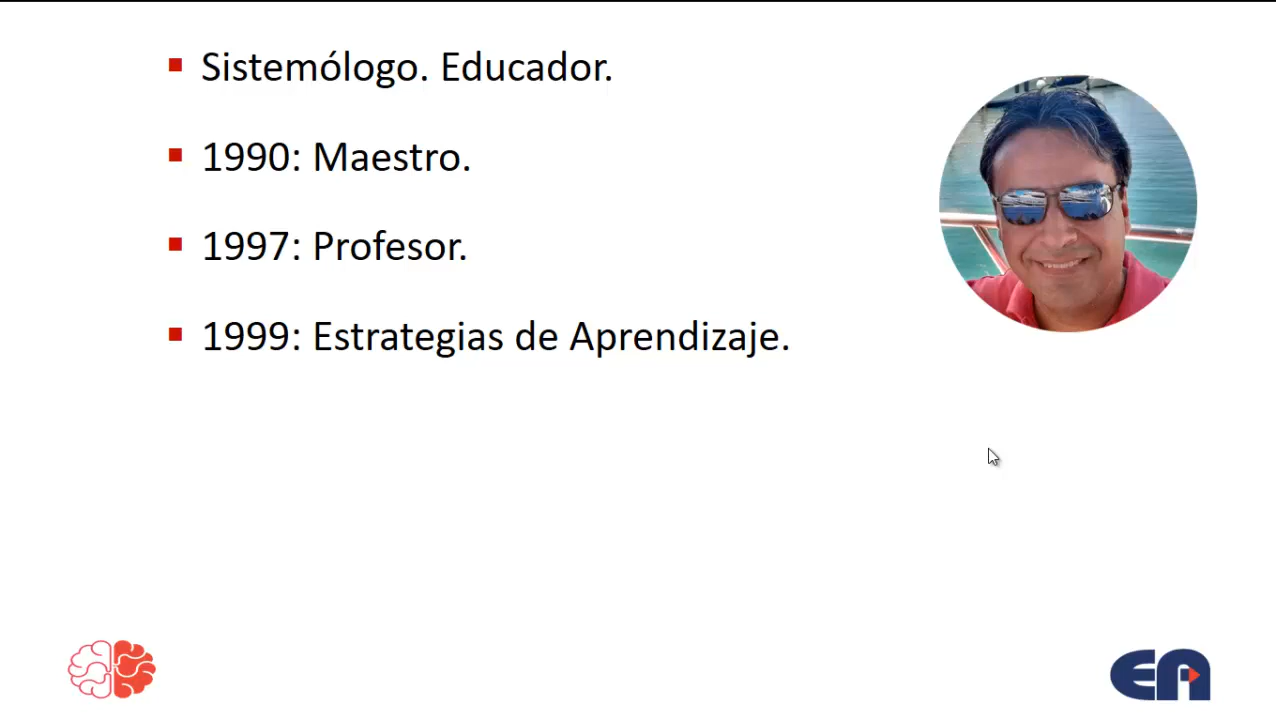 Sistemólogo. Educador.
1990: Maestro.
1997: Profesor.
1999: Estrategias de Aprendizaje.
EA